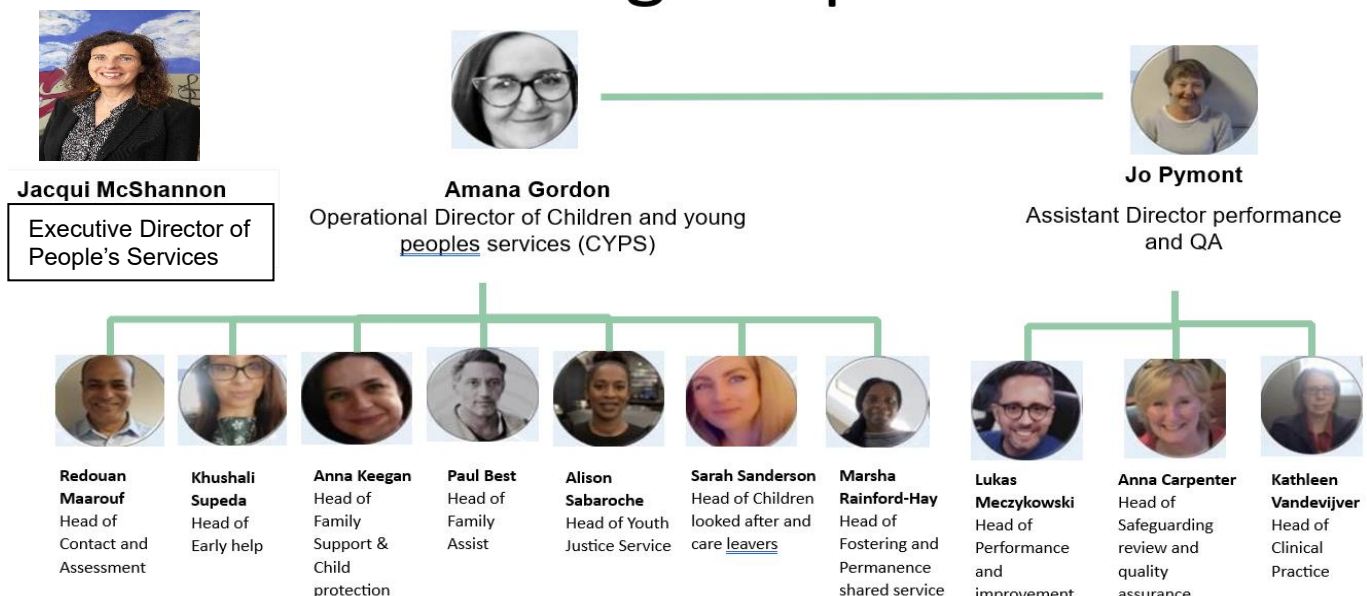 Jacqui McShannon
Executive Director of
People's Services
Amana Gordon
Operational Director of Children and young
peoples services (CYPS)
Jo Pymont
Assistant Director performance
and QA
Redouan
Maarouf
Head of
Contact and
Assessment
Khushali
Supeda
Head of
Early help
Anna Keegan
Head of
Family
Support &
Child
protection
Paul Best
Head of
Family
Assist
Alison
Sabaroche
Head of Youth
Justice Service
Sarah Sanderson
Head of Children
looked after and
care leavers
Marsha
Rainford-Hay
Head of
Fostering and
Permanence
shared service
Lukas
Meczykowski
Head of
Performance
and
improvement
Anna Carpenter
Head of
Safeguarding
review and
quality
assurance
Kathleen
Vandevijver
Head of
Clinical
Practice